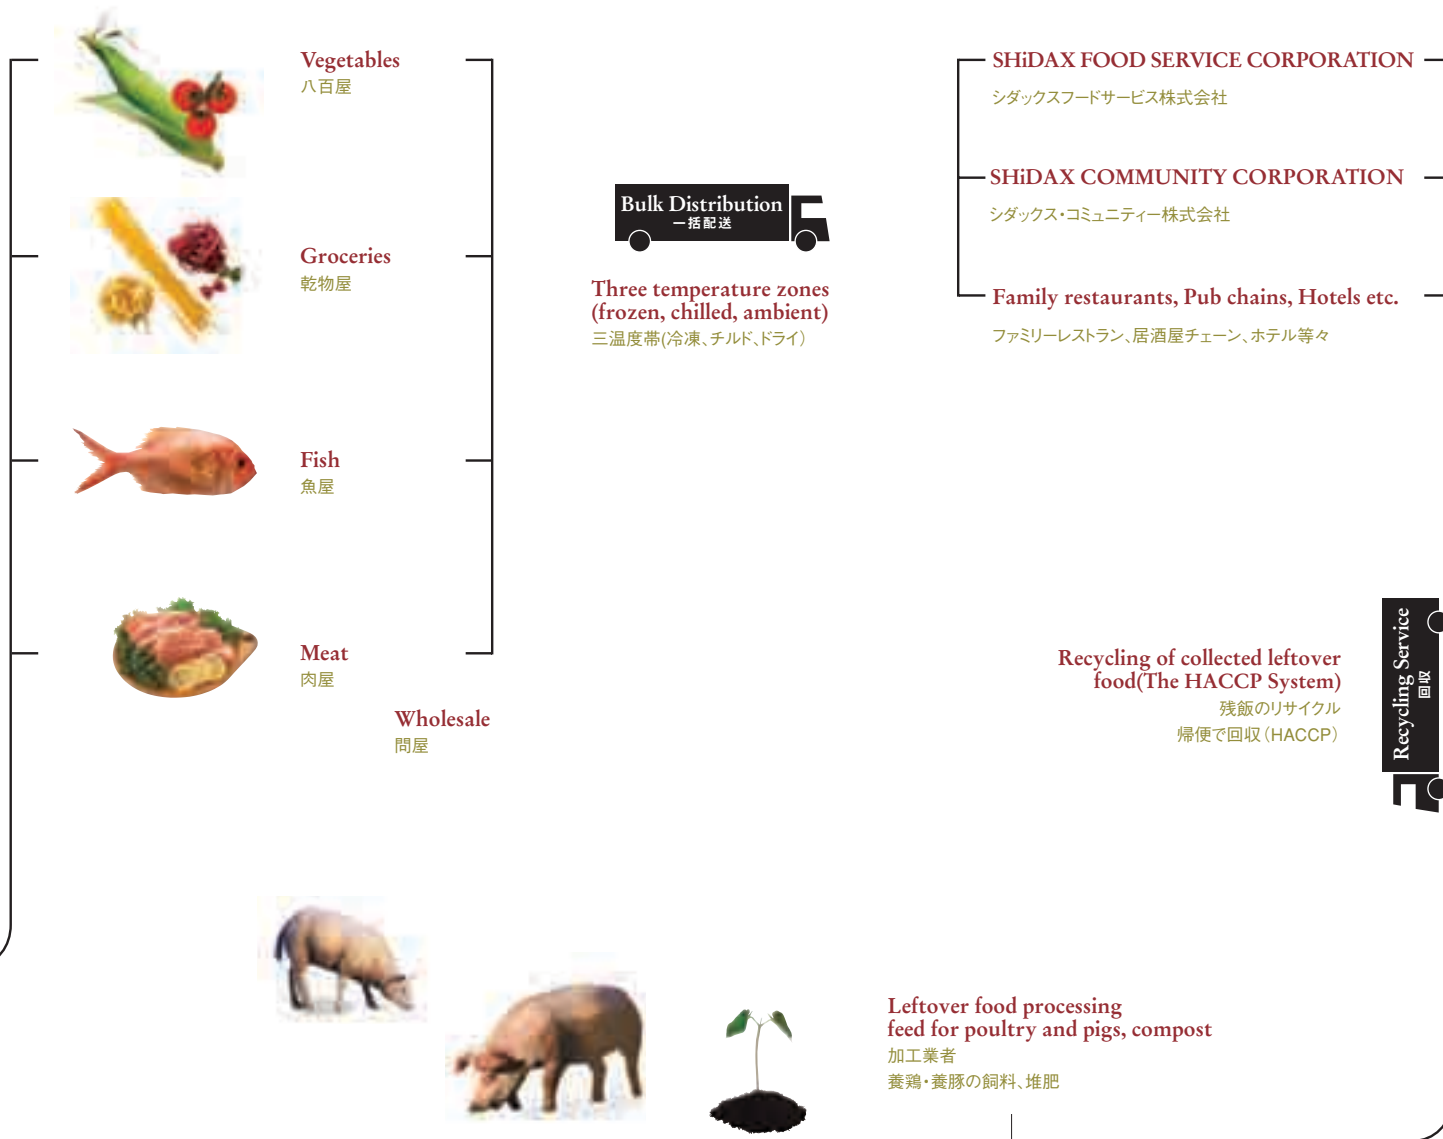 Vegetables
八百屋
Groceries
乾物屋
Fish
魚屋
Meat
肉屋
Wholesale
問屋
Bulk Distribution
一括配送
Three temperature zones
(frozen, chilled, ambient)
三温度帯(冷凍、チルド、ドライ)
SHiDAX FOOD SERVICE CORPORATION
シダックスフードサービス株式会社
SHiDAX COMMUNITY CORPORATION
シダックス・コミュニティー株式会社
Family restaurants, Pub chains, Hotels etc.
ファミリーレストラン、居酒屋チェーン、ホテル等々
Recycling of collected leftover
food(The HACCP System)
残飯のリサイクル
帰便で回収（HACCP）
Recycling Service
回収
Leftover food processing
feed for poultry and pigs, compost
加工業者
養鶏・養豚の飼料、堆肥